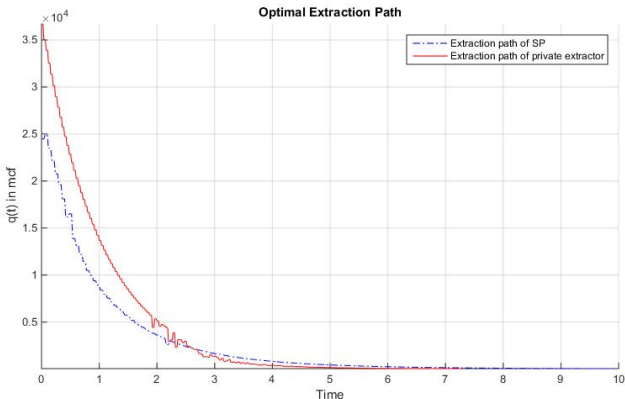 Optimal Extraction Path
×10⁴
Extraction path of SP
Extraction path of private extractor
3.5
3
2.5
2
1.5
1
0.5
q(t) in mcf
0 1 2 3 4 5 6 7 8 9 10
Time